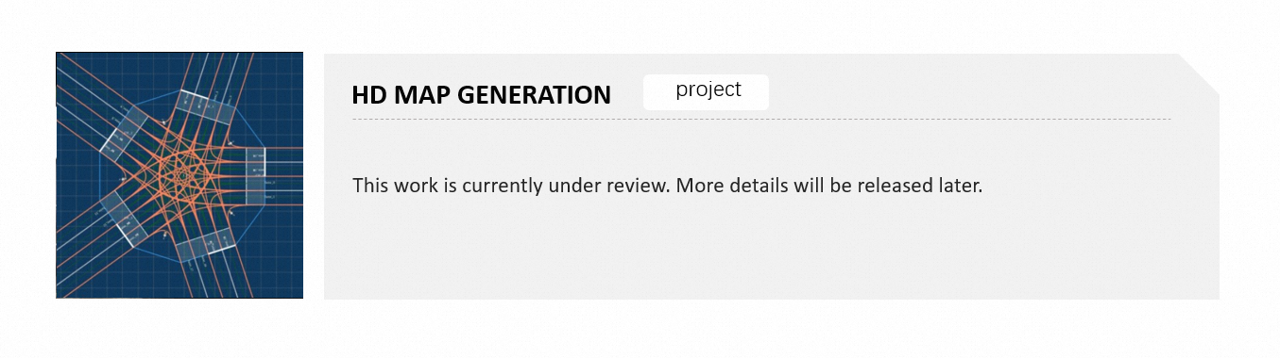 HD MAP GENERATION project
This work is currently under review. More details will be released later.